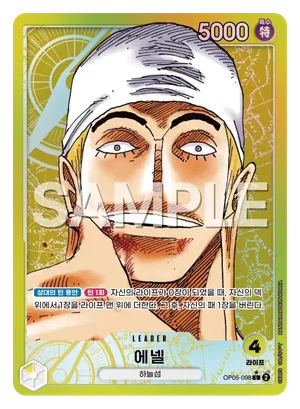 5000
특수
特
SAMPLE
상대의 턴 동안 턴 1회 자신의 라이프가 0장이 되었을 때, 자신의 덱
위에서 1장을 라이프 맨 위에 더한다. 그 후, 자신의 패 1장을 버린다.
LEADER
에넬
하늘섬
4
라이프
OP05-098 L 2